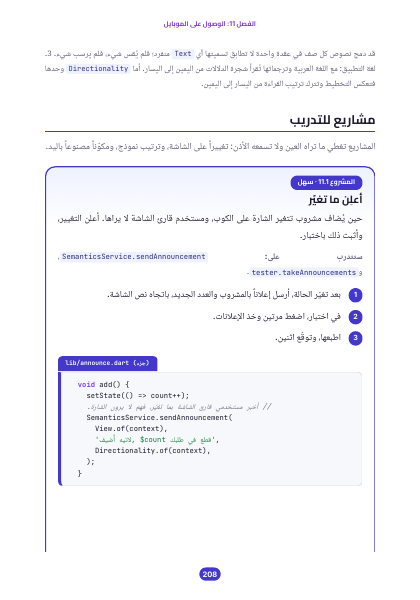 الفصل 11: الوصول على الموبايل
قد دمج نصوص كل صف في عقدة واحدة لا تطابق تسميتها أي Text منفرد؛ فلم يُقس شيء، فلم يرسب شيء. 3.
لغة التطبيق: مع اللغة العربية وترجماتها تُقرأ شجرة الدلالات من اليمين إلى اليسار. أما Directionality وحدها
فتعكس التخطيط وتترك ترتيب القراءة من اليسار إلى اليمين.
مشاريع للتدريب
المشاريع تغطي ما تراه العين ولا تسمعه الأذن: تغييراً على الشاشة، وترتيب نموذج، ومكوّناً مصنوعاً باليد.
المشروع 11.1 · سهل
أعلِن ما تغيّر
حين يُضاف مشروب تتغير الشارة على الكوب، ومستخدم قارئ الشاشة لا يراها. أعلن التغيير،
وأثبت ذلك باختبار.
ستتدرب على: SemanticsService.sendAnnouncement،
و tester.takeAnnouncements.
1 بعد تغيّر الحالة، أرسل إعلاناً بالمشروب والعدد الجديد، باتجاه نص الشاشة.
2 في اختبار، اضغط مرتين وخذ الإعلانات.
3 اطبعها، وتوقّع اثنين.
lib/announce.dart (جزء)
void add() {
setState(() => count++);
// أخبر مستخدمي قارئ الشاشة بما تغيّر، فهم لا يرون الشارة.
SemanticsService.sendAnnouncement(
View.of(context),
'أضيف لاتيه, $count قطع في طلبك',
Directionality.of(context),
);
}
208